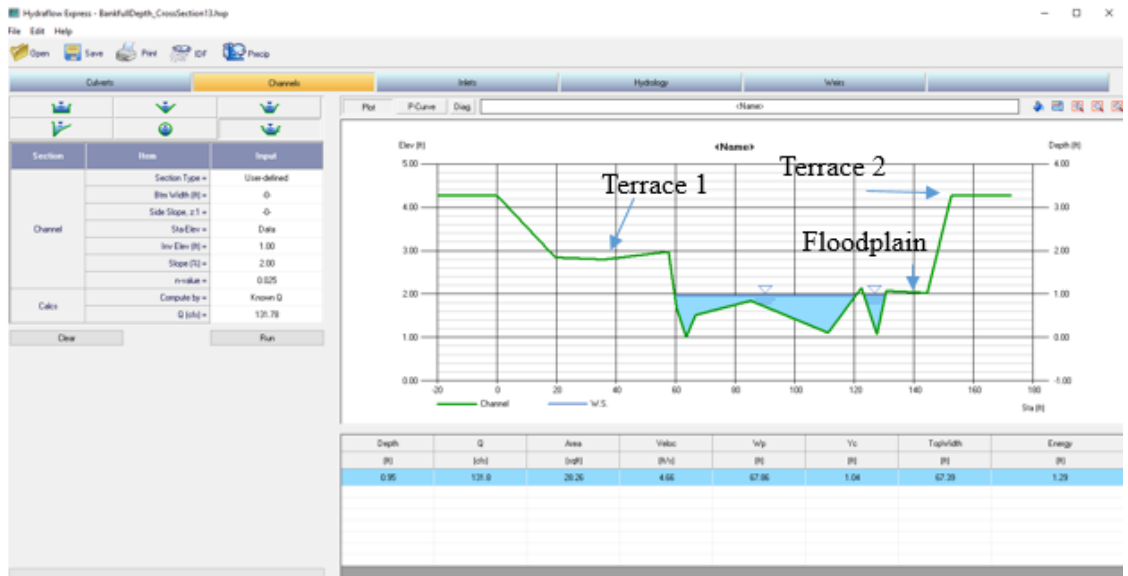 Hydraflow Express - BankfullDepth_CrossSection13.hxp
File Edit Help
Open Save Print IDF Precip
Culverts Channels Inlets Hydrology Weirs
Plot P-Curve Diag <Name>
Section Item Input
Channel
Section Type = User-defined
Btm Width (ft) = -0-
Side Slope, z:1 = -0-
Sta-Elev = Data
Inv Elev (ft) = 1.00
Slope (%) = 2.00
n-value = 0.025
Calcs
Compute by = Known Q
Q (cfs) = 131.78
Clear Run
Elev (ft) <Name> Depth (ft)
5.00 4.00
Terrace 1 Terrace 2
4.00 3.00
Floodplain
3.00 2.00
2.00 1.00
1.00 0.00
0.00 -1.00
-20 0 20 40 60 80 100 120 140 160 180
Channel W.S. Sta (ft)
Depth Q Area Veloc Wp Yc TopWidth Energy
(ft) (cfs) (sqft) (ft/s) (ft) (ft) (ft) (ft)
0.95 131.8 28.26 4.66 67.86 1.04 67.39 1.29